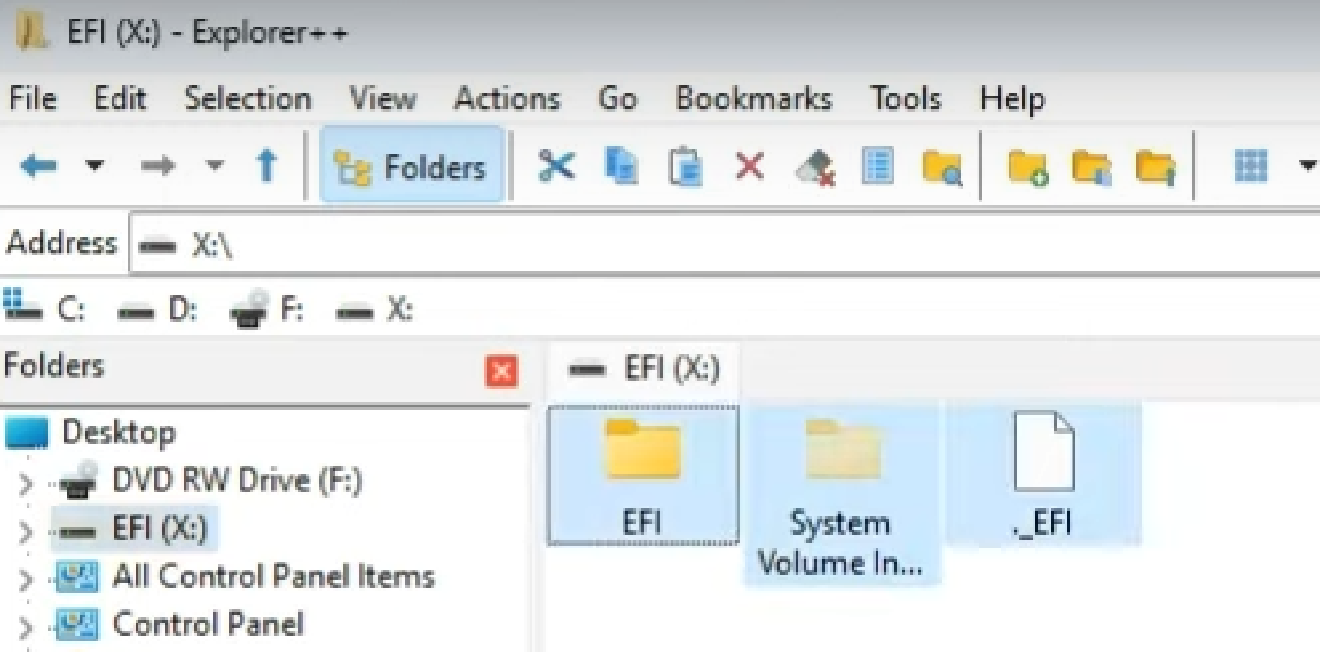 EFI (X:) - Explorer++
File Edit Selection View Actions Go Bookmarks Tools Help
Folders
Address X:\
C: D: F: X:
Folders
EFI (X:)
Desktop
DVD RW Drive (F:)
EFI (X:)
All Control Panel Items
Control Panel
EFI
System
Volume In...
._EFI